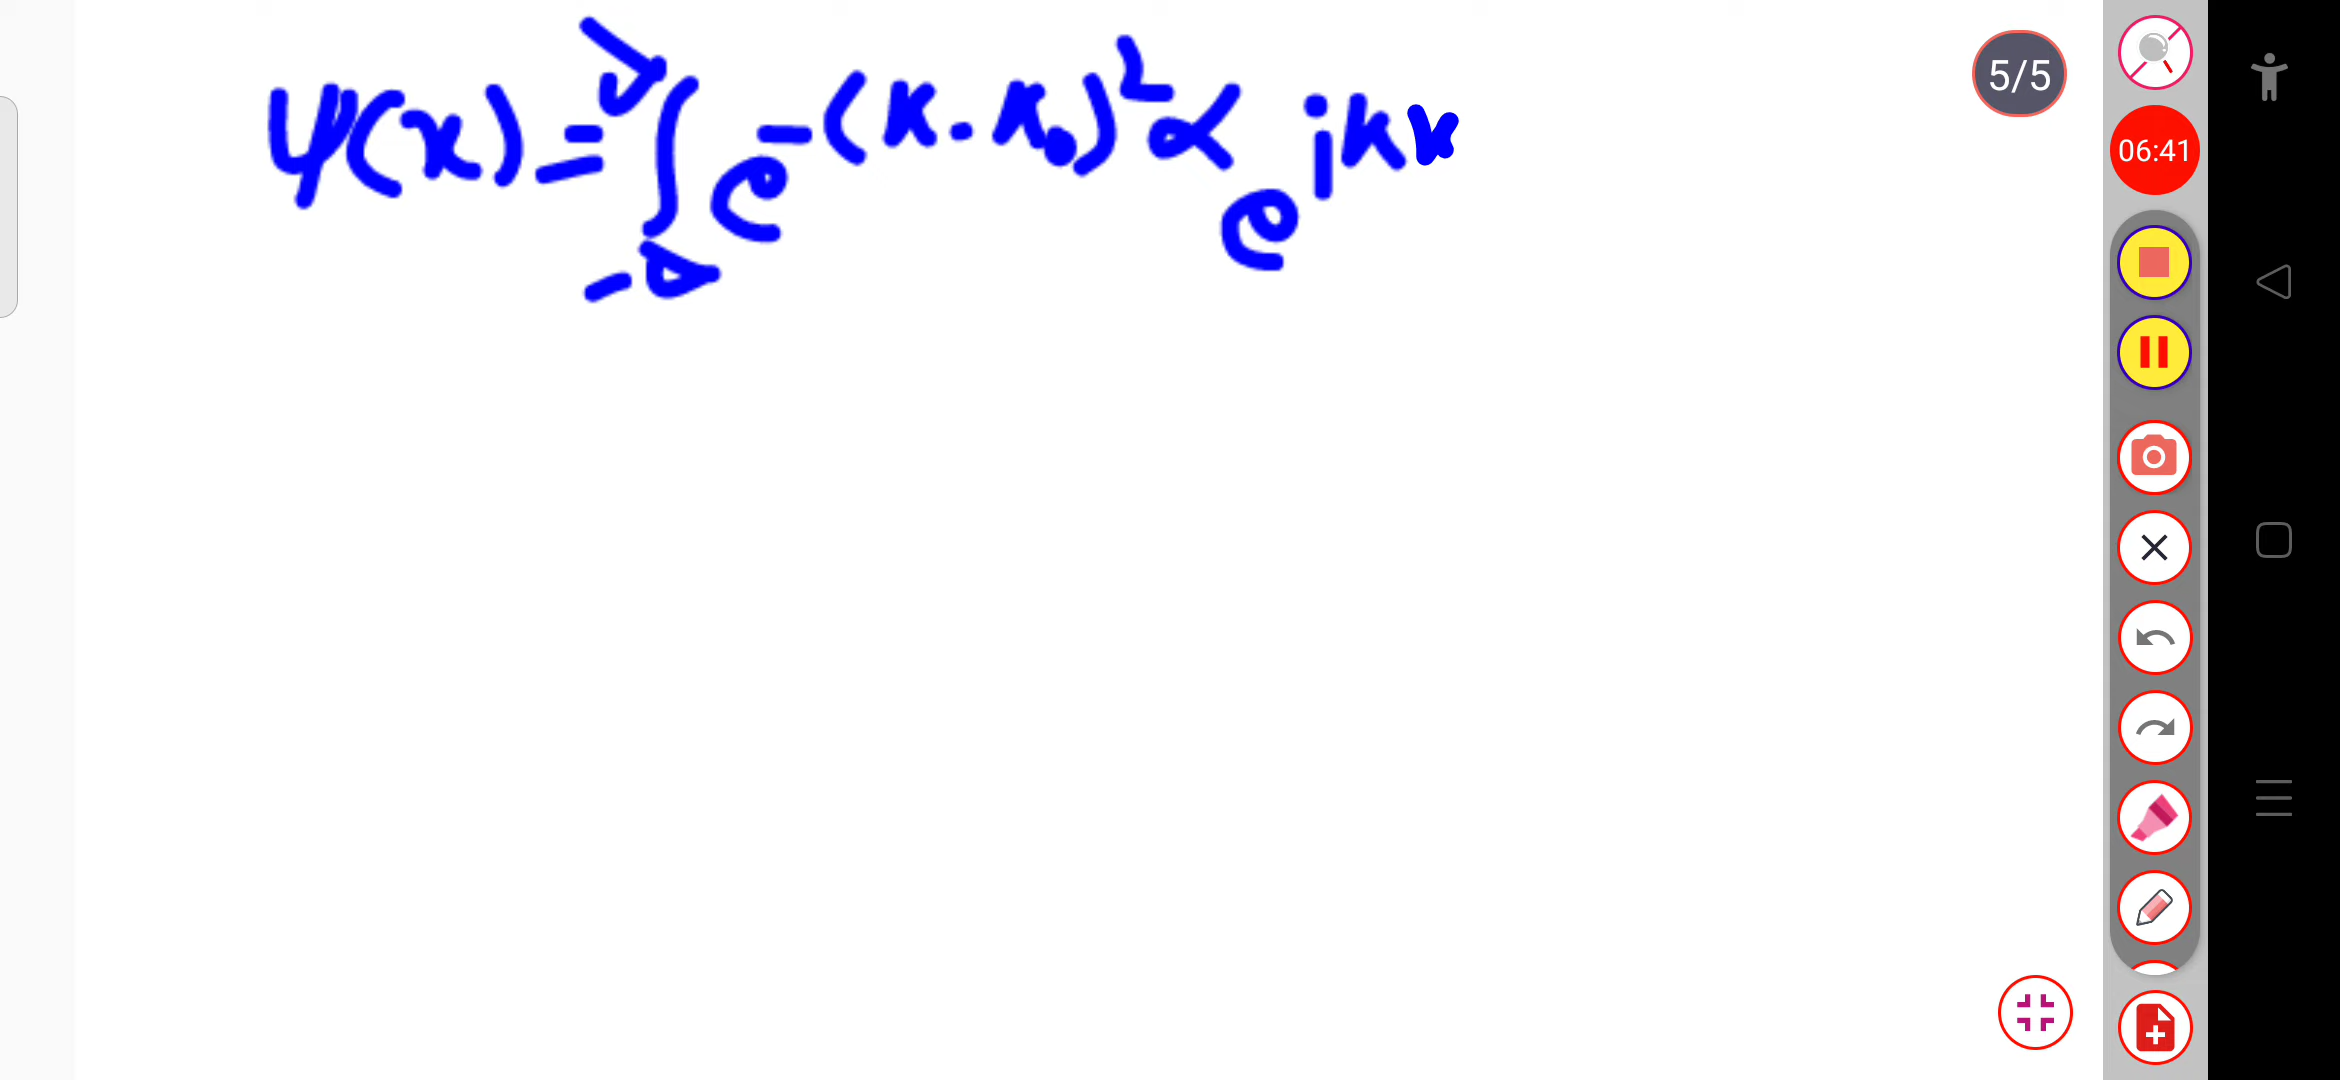 ψ(x) = ∫_{-∞}^{∞} e^{-(k-k₀)²α} e^{ikx}
5/5
06:41